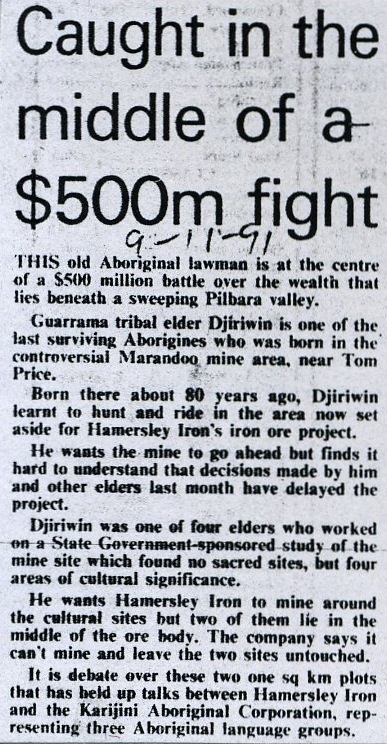 Caught in the
middle of a
$500m fight
9-11-91
THIS old Aboriginal lawman is at the centre
of a $500 million battle over the wealth that
lies beneath a sweeping Pilbara valley.
Guarrama tribal elder Djiriwin is one of the
last surviving Aborigines who was born in the
controversial Marandoo mine area, near Tom
Price.
Born there about 80 years ago, Djiriwin
learnt to hunt and ride in the area now set
aside for Hamersley Iron's iron ore project.
He wants the mine to go ahead but finds it
hard to understand that decisions made by him
and other elders last month have delayed the
project.
Djiriwin was one of four elders who worked
on a State Government-sponsored study of the
mine site which found no sacred sites, but four
areas of cultural significance.
He wants Hamersley Iron to mine around
the cultural sites but two of them lie in the
middle of the ore body. The company says it
can't mine and leave the two sites untouched.
It is debate over these two one sq km plots
that has held up talks between Hamersley Iron
and the Karijini Aboriginal Corporation, rep-
resenting three Aboriginal language groups.